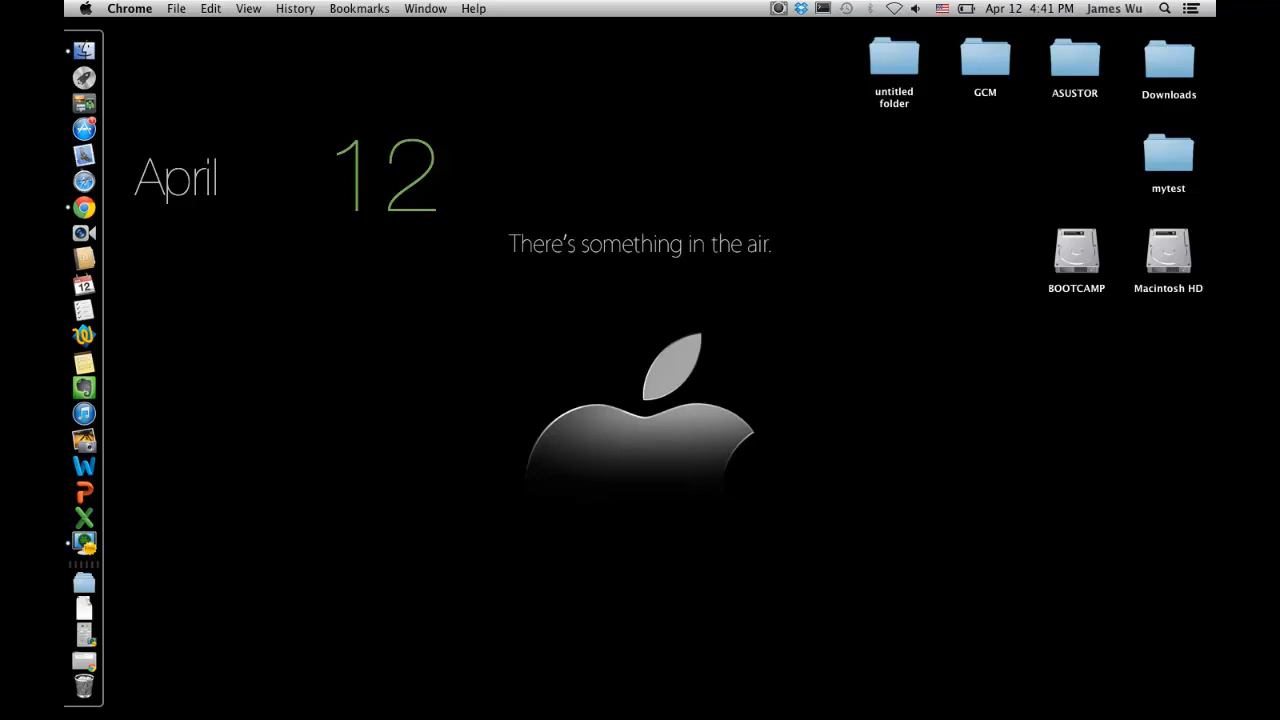 Chrome File Edit View History Bookmarks Window Help Apr 12 4:41 PM James Wu
untitled folder
GCM
ASUSTOR
Downloads
April 12
mytest
There's something in the air.
BOOTCAMP
Macintosh HD
12
W
P
X